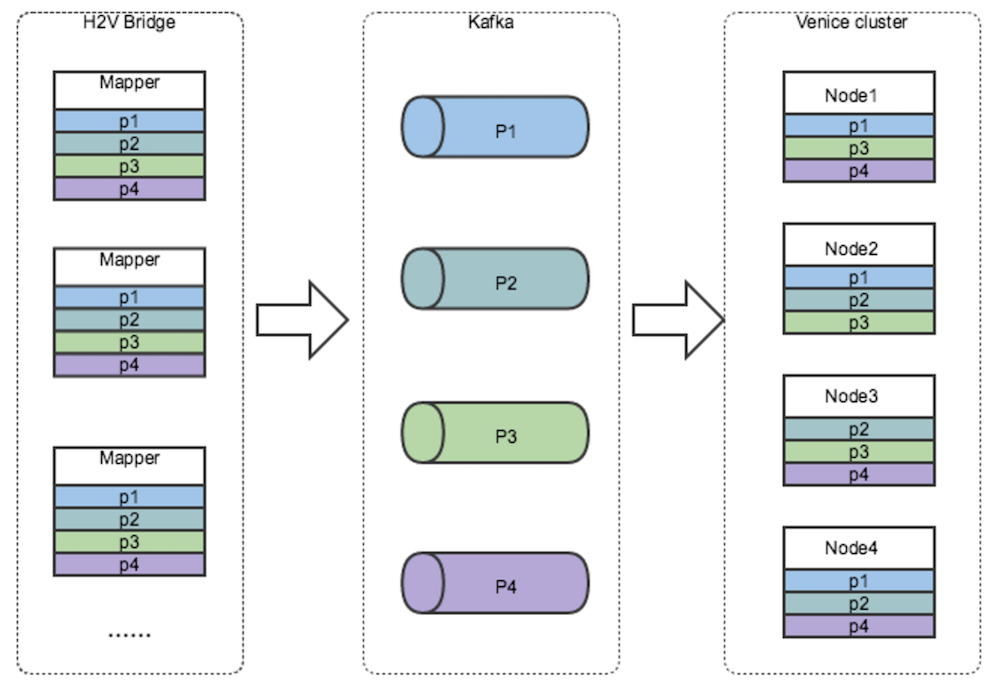 H2V Bridge
Mapper
p1
p2
p3
p4
Mapper
p1
p2
p3
p4
Mapper
p1
p2
p3
p4
......
Kafka
P1
P2
P3
P4
Venice cluster
Node1
p1
p3
p4
Node2
p1
p2
p3
Node3
p2
p3
p4
Node4
p1
p2
p4